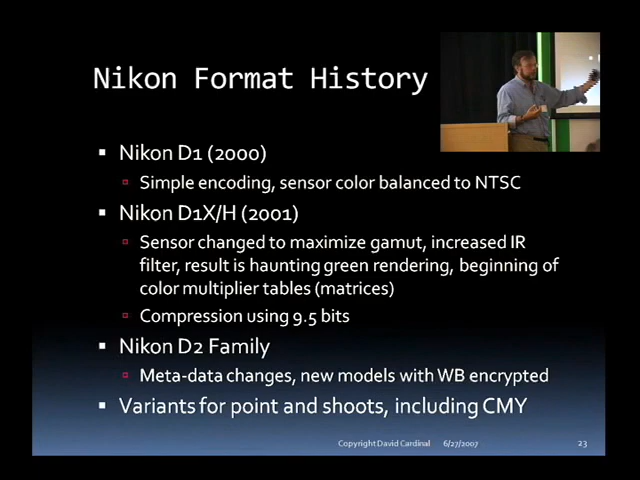 Nikon Format History
Nikon D1 (2000)
Simple encoding, sensor color balanced to NTSC
Nikon D1X/H (2001)
Sensor changed to maximize gamut, increased IR
filter, result is haunting green rendering, beginning of
color multiplier tables (matrices)
Compression using 9.5 bits
Nikon D2 Family
Meta-data changes, new models with WB encrypted
Variants for point and shoots, including CMY
Copyright David Cardinal 6/27/2007 23